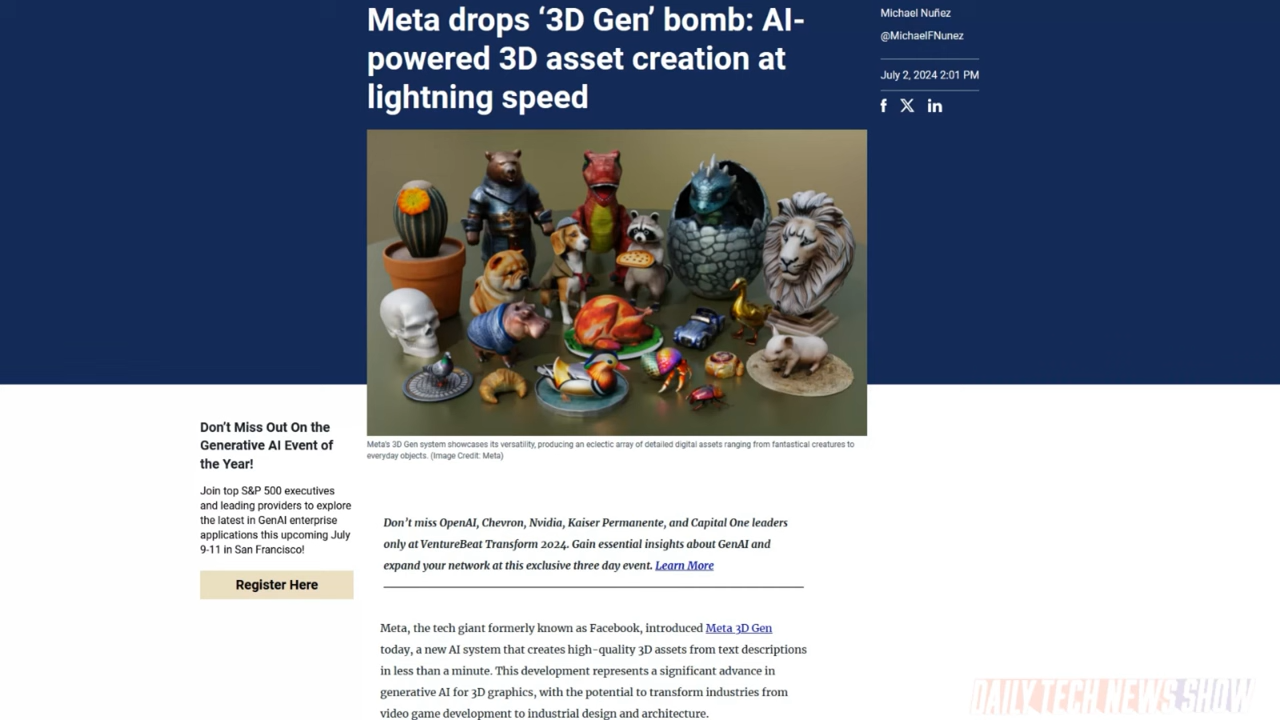 Meta drops ‘3D Gen’ bomb: AI-
powered 3D asset creation at
lightning speed
Michael Nuñez
@MichaelFNunez
July 2, 2024 2:01 PM
Meta's 3D Gen system showcases its versatility, producing an eclectic array of detailed digital assets ranging from fantastical creatures to
everyday objects. (Image Credit: Meta)
Don’t Miss Out On the
Generative AI Event of
the Year!
Join top S&P 500 executives
and leading providers to explore
the latest in GenAI enterprise
applications this upcoming July
9-11 in San Francisco!
Register Here
Don’t miss OpenAI, Chevron, Nvidia, Kaiser Permanente, and Capital One leaders
only at VentureBeat Transform 2024. Gain essential insights about GenAI and
expand your network at this exclusive three day event. Learn More
Meta, the tech giant formerly known as Facebook, introduced Meta 3D Gen
today, a new AI system that creates high-quality 3D assets from text descriptions
in less than a minute. This development represents a significant advance in
generative AI for 3D graphics, with the potential to transform industries from
video game development to industrial design and architecture.
DAILY TECH NEWS SHOW